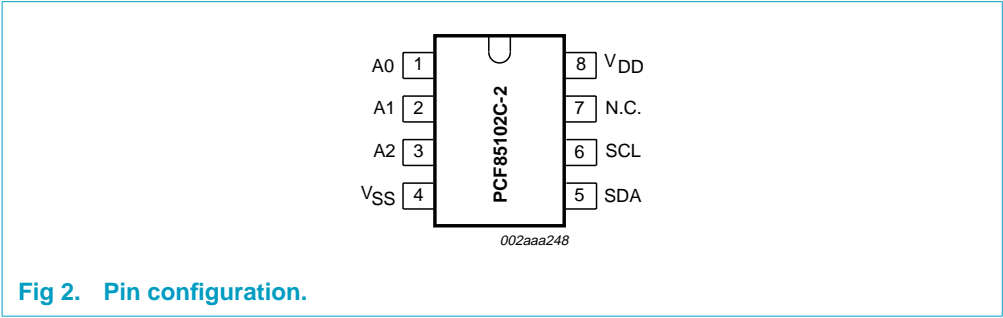 A0 1 8 VDD
A1 2 7 N.C.
A2 3 6 SCL
VSS 4 5 SDA
PCF85102C-2
002aaa248
Fig 2. Pin configuration.